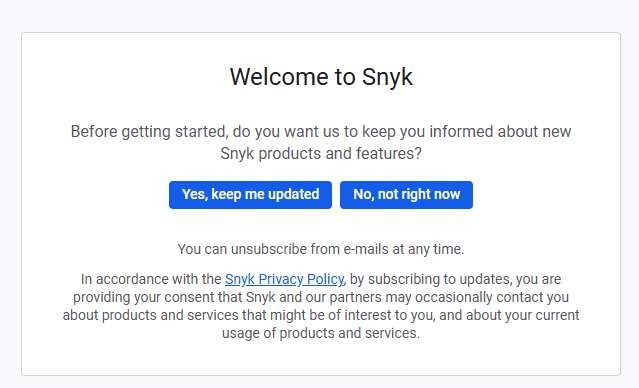 Welcome to Snyk
Before getting started, do you want us to keep you informed about new
Snyk products and features?
Yes, keep me updated
No, not right now
You can unsubscribe from e-mails at any time.
In accordance with the Snyk Privacy Policy, by subscribing to updates, you are
providing your consent that Snyk and our partners may occasionally contact you
about products and services that might be of interest to you, and about your current
usage of products and services.